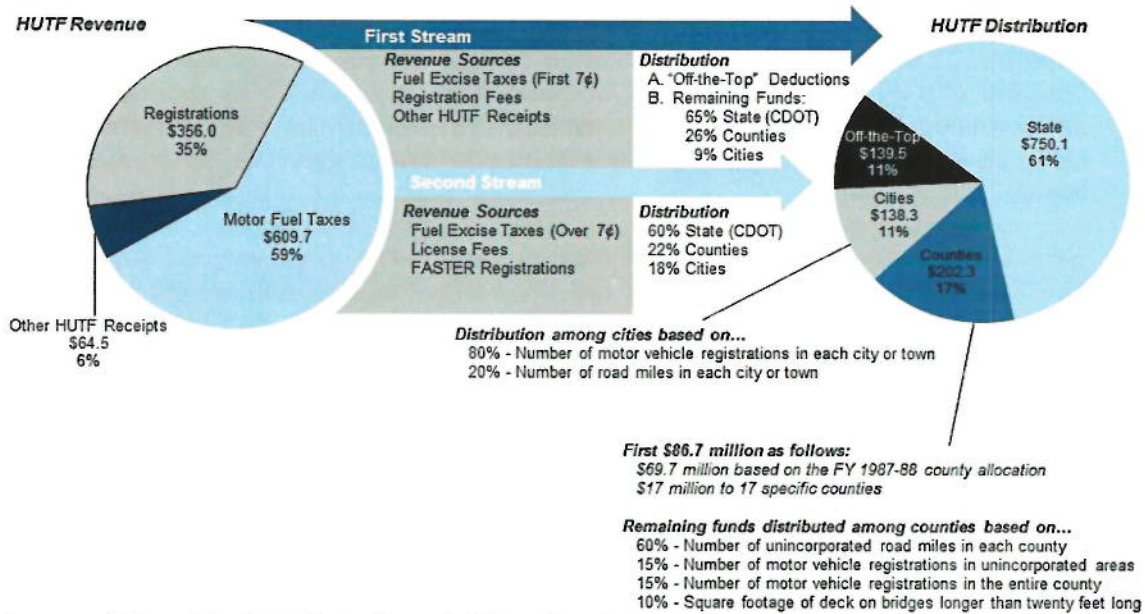 HUTF Revenue
HUTF Distribution
First Stream
Revenue Sources
Fuel Excise Taxes (First 7¢)
Registration Fees
Other HUTF Receipts
Distribution
A. "Off-the-Top" Deductions
B. Remaining Funds:
65% State (CDOT)
26% Counties
9% Cities
Second Stream
Revenue Sources
Fuel Excise Taxes (Over 7¢)
License Fees
FASTER Registrations
Distribution
60% State (CDOT)
22% Counties
18% Cities
Registrations
$356.0
35%
Motor Fuel Taxes
$609.7
59%
Other HUTF Receipts
$64.5
6%
State
$750.1
61%
Off-the-Top
$139.5
11%
Cities
$138.3
11%
Counties
$202.3
17%
Distribution among cities based on...
80% - Number of motor vehicle registrations in each city or town
20% - Number of road miles in each city or town
First $86.7 million as follows:
$69.7 million based on the FY 1987-88 county allocation
$17 million to 17 specific counties
Remaining funds distributed among counties based on...
60% - Number of unincorporated road miles in each county
15% - Number of motor vehicle registrations in unincorporated areas
15% - Number of motor vehicle registrations in the entire county
10% - Square footage of deck on bridges longer than twenty feet long